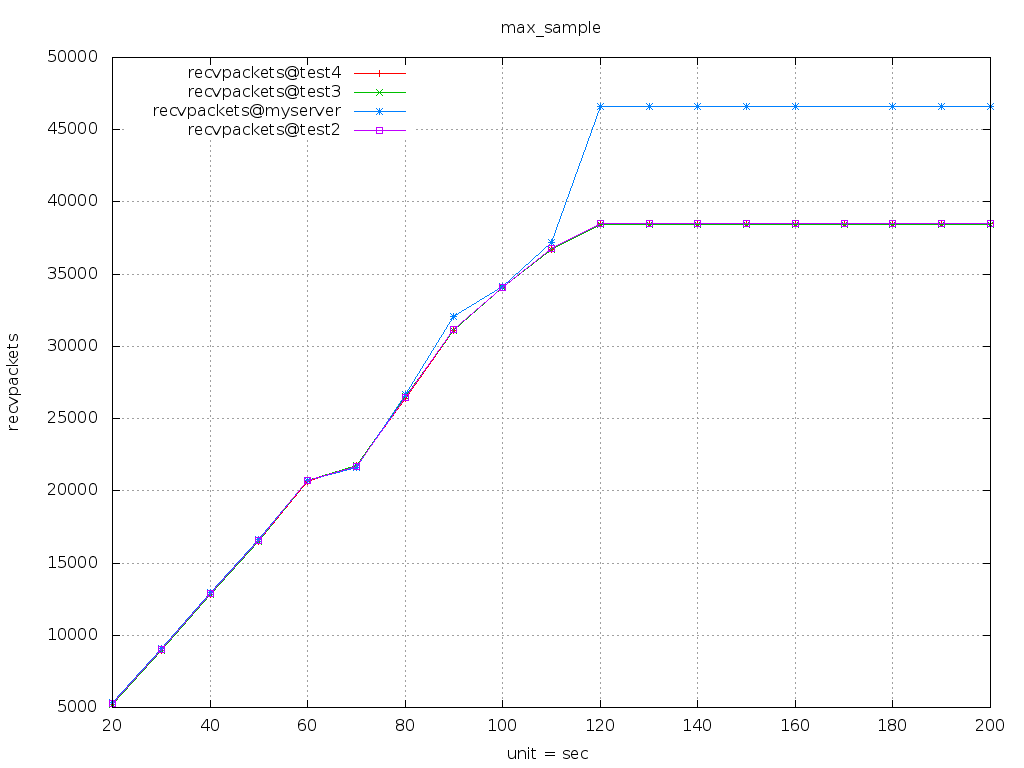 max_sample
50000
45000
40000
35000
30000
25000
20000
15000
10000
5000
recvpackets@test4
recvpackets@test3
recvpackets@myserver
recvpackets@test2
recvpackets
20 40 60 80 100 120 140 160 180 200
unit = sec